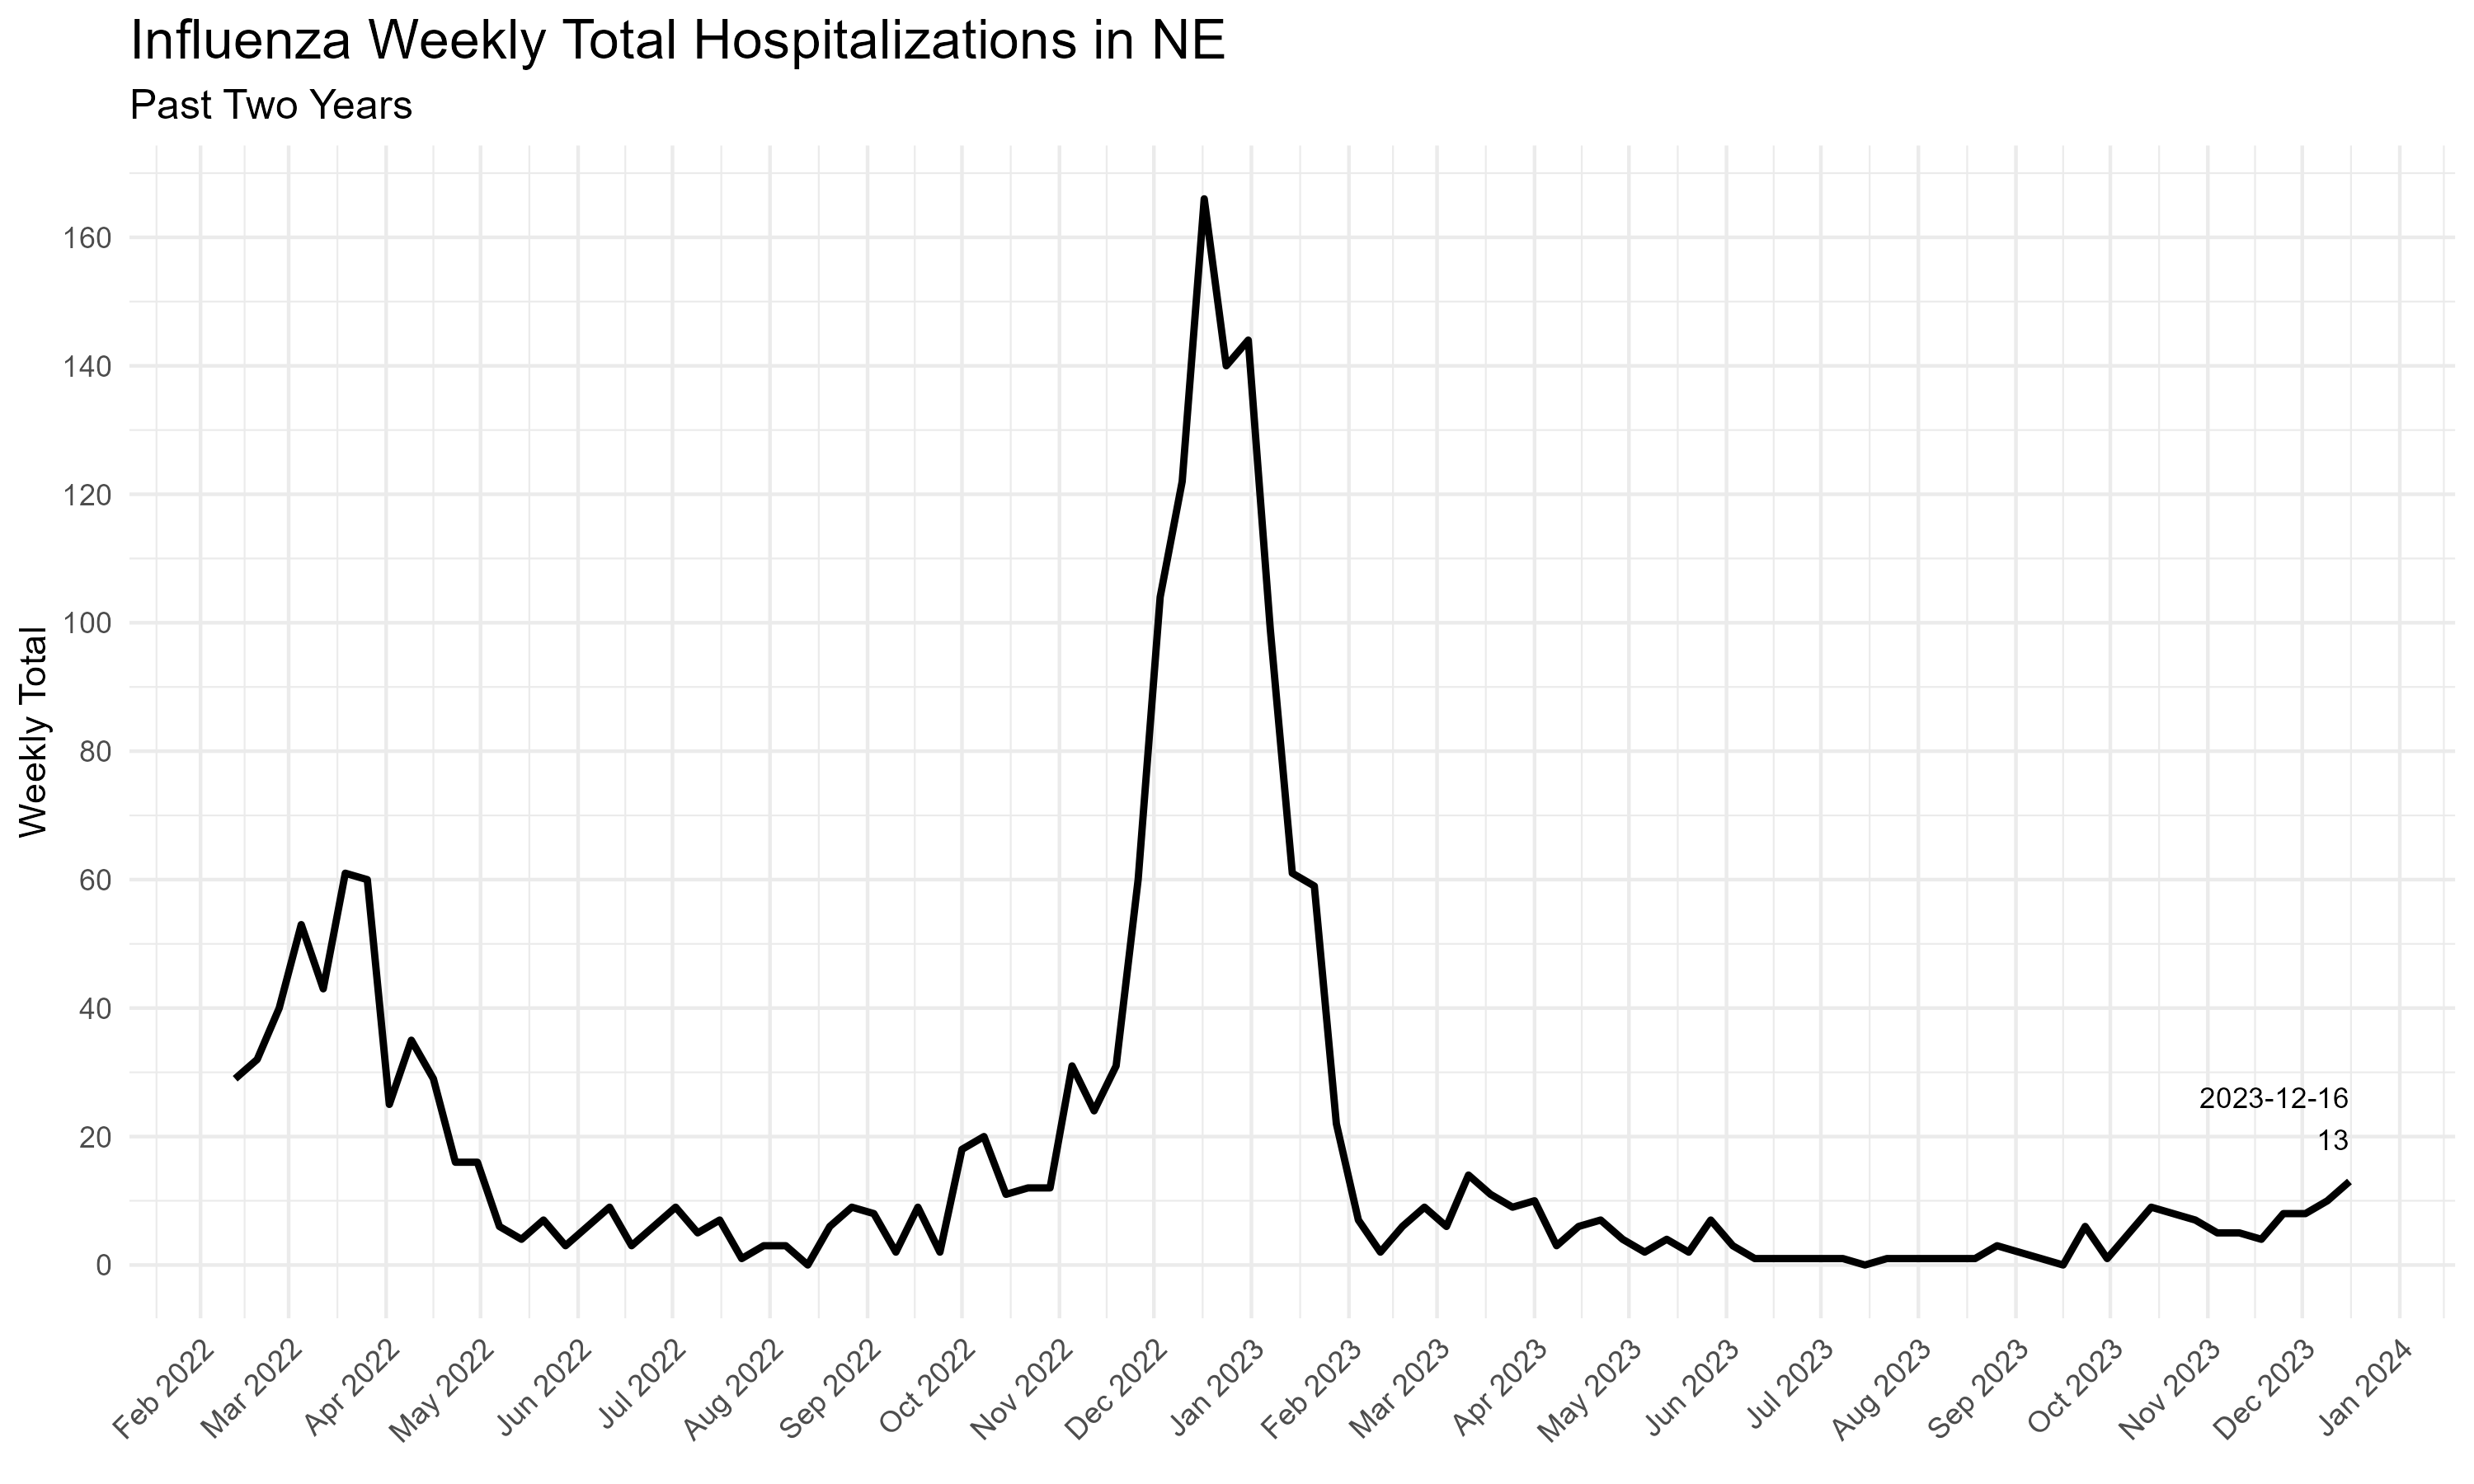 Influenza Weekly Total Hospitalizations in NE
Past Two Years
Weekly Total
160
140
120
100
80
60
40
20
0
2023-12-16
13
Feb 2022
Mar 2022
Apr 2022
May 2022
Jun 2022
Jul 2022
Aug 2022
Sep 2022
Oct 2022
Nov 2022
Dec 2022
Jan 2023
Feb 2023
Mar 2023
Apr 2023
May 2023
Jun 2023
Jul 2023
Aug 2023
Sep 2023
Oct 2023
Nov 2023
Dec 2023
Jan 2024